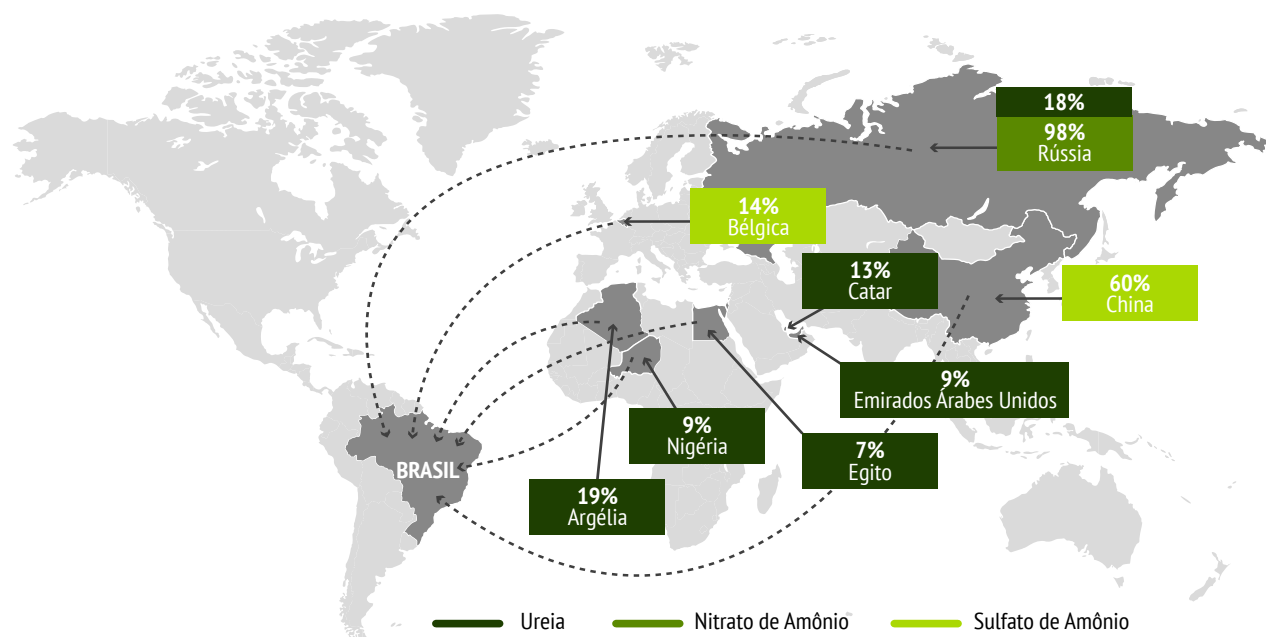 18%
98%
Rússia
14%
Bélgica
13%
Catar
60%
China
9%
Emirados Árabes Unidos
9%
Nigéria
7%
Egito
BRASIL
19%
Argélia
Ureia
Nitrato de Amônio
Sulfato de Amônio